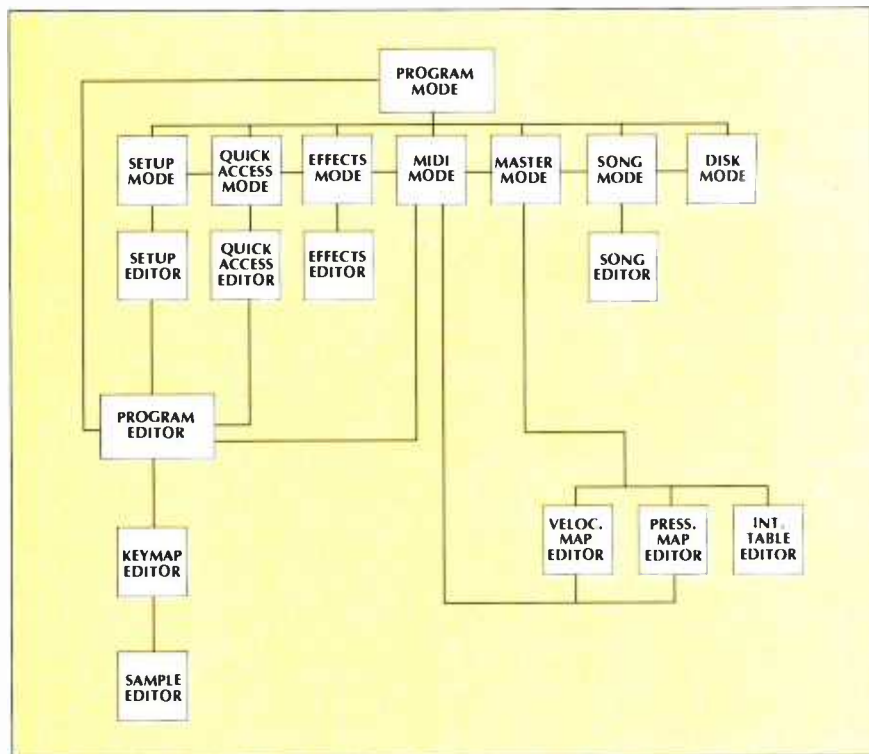 PROGRAM
MODE
SETUP
MODE
QUICK
ACCESS
MODE
EFFECTS
MODE
MIDI
MODE
MASTER
MODE
SONG
MODE
DISK
MODE
SETUP
EDITOR
QUICK
ACCESS
EDITOR
EFFECTS
EDITOR
SONG
EDITOR
PROGRAM
EDITOR
VELOC.
MAP
EDITOR
PRESS.
MAP
EDITOR
INT.
TABLE
EDITOR
KEYMAP
EDITOR
SAMPLE
EDITOR